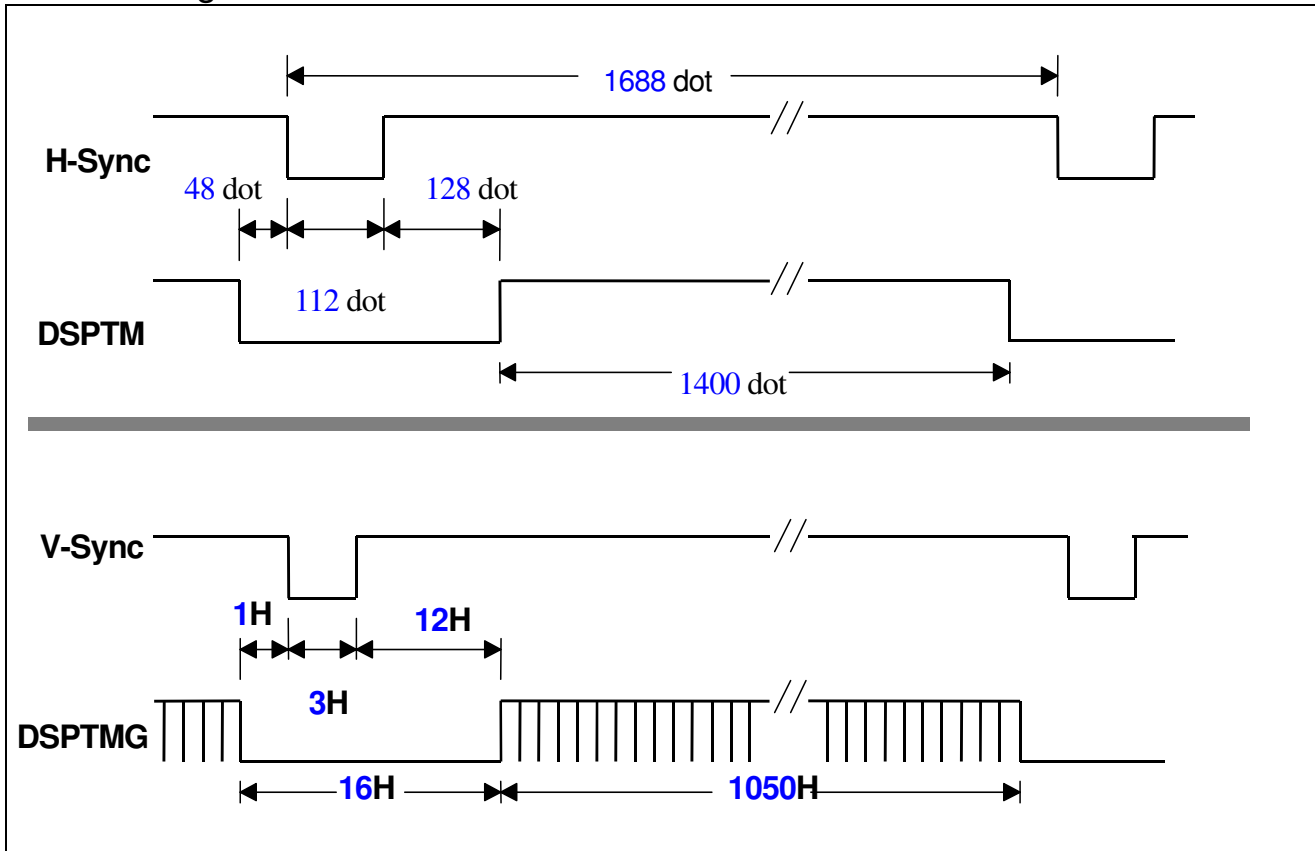 1688 dot
H-Sync
48 dot
128 dot
112 dot
DSPTM
1400 dot
V-Sync
1H
12H
3H
DSPTMG
16H
1050H